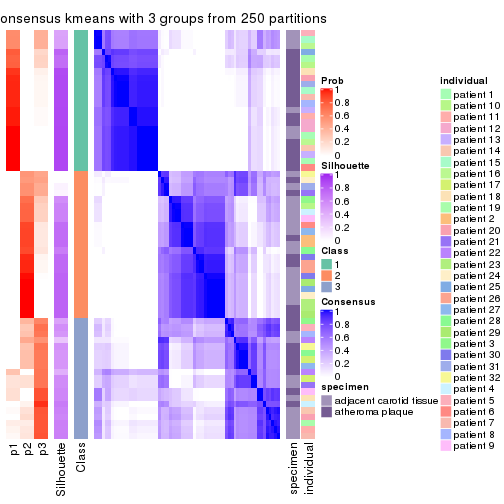 onsensus kmeans with 3 groups from 250 partitions
Prob
1
0.8
0.6
0.4
0.2
0
Silhouette
1
0.8
0.6
0.4
0.2
0
Class
1
2
3
Consensus
1
0.8
0.6
0.4
0.2
0
specimen
adjacent carotid tissue
atheroma plaque
individual
patient 1
patient 10
patient 11
patient 12
patient 13
patient 14
patient 15
patient 16
patient 17
patient 18
patient 19
patient 2
patient 20
patient 21
patient 22
patient 23
patient 24
patient 25
patient 26
patient 27
patient 28
patient 29
patient 3
patient 30
patient 31
patient 32
patient 4
patient 5
patient 6
patient 7
patient 8
patient 9
p1
p2
p3
Silhouette
Class
specimen
individual